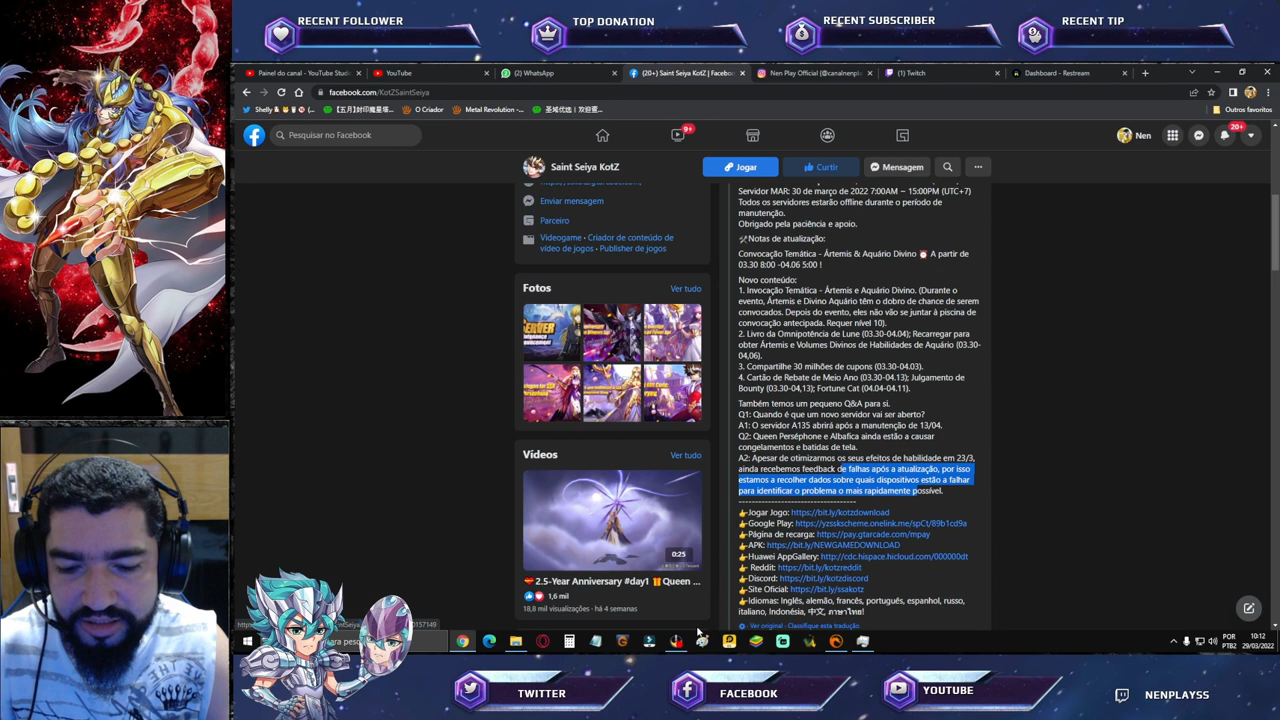 RECENT FOLLOWER
TOP DONATION
RECENT SUBSCRIBER
RECENT TIP
Painel do canal - YouTube Stud
YouTube
(2) WhatsApp
(20+) Saint Seiya KotZ | Faceboo
Nen Play Official (@canalnenpl
(1) Twitch
Dashboard - Restream
facebook.com/KotZSaintSeiya
O Criador
Metal Revolution -...
Outros favoritos
Pesquisar no Facebook
9+
Nen
20+
Saint Seiya KotZ
Jogar
Curtir
Mensagem
Enviar mensagem
Parceiro
Videogame · Criador de conteúdo de
vídeo de jogos · Publisher de jogos
Fotos
Ver tudo
Vídeos
Ver tudo
0:25
2.5-Year Anniversary #day1 Queen ...
1,6 mil
18,8 mil visualizações · há 4 semanas
Servidor MAR: 30 de março de 2022 7:00AM ~ 15:00PM (UTC+7)
Todos os servidores estarão offline durante o período de
manutenção.
Obrigado pela paciência e apoio.
🛠Notas de atualização:
Convocação Temática - Ártemis & Aquário Divino ⏰ A partir de
03.30 8:00 -04.06 5:00 !
Novo conteúdo:
1. Invocação Temática - Ártemis e Aquário Divino. (Durante o
evento, Ártemis e Divino Aquário têm o dobro de chance de serem
convocados. Depois do evento, eles não vão se juntar à piscina de
convocação antecipada. Requer nível 10).
2. Livro da Omnipotência de Lune (03.30-04.04); Recarregar para
obter Ártemis e Volumes Divinos de Habilidades de Aquário (03.30-
04,06).
3. Compartilhe 30 milhões de cupons (03.30-04.03).
4. Cartão de Rebate de Meio Ano (03.30-04.13); Julgamento de
Bounty (03.30-04,13); Fortune Cat (04.04-04.11).
Também temos um pequeno Q&A para si.
Q1: Quando é que um novo servidor vai ser aberto?
A1: O servidor A135 abrirá após a manutenção de 13/04.
Q2: Queen Perséphone e Albafica ainda estão a causar
congelamentos e batidas de tela.
A2: Apesar de otimizarmos os seus efeitos de habilidade em 23/3,
ainda recebemos feedback de falhas após a atualização, por isso
estamos a recolher dados sobre quais dispositivos estão a falhar
para identificar o problema o mais rapidamente possível.
👉Jogar Jogo: https://bit.ly/kotzdownload
👉Google Play: https://yzsskscheme.onelink.me/spCt/89b1cd9a
👉Página de recarga: https://pay.gtarcade.com/mpay
👉APK: https://bit.ly/NEWGAMEDOWNLOAD
👉Huawei AppGallery: http://cdc.hispace.hicloud.com/000000dt
👉 Reddit: https://bit.ly/kotzreddit
👉Discord: https://bit.ly/kotzdiscord
👉Site Oficial: https://bit.ly/ssakotz
👉Idiomas: Inglês, alemão, francês, português, espanhol, russo,
italiano, Indonésia, 中文, ภาษาไทย!
Ver original · Classifique esta tradução
POR
PTB2
10:12
29/03/2022
TWITTER
FACEBOOK
YOUTUBE
NENPLAYSS